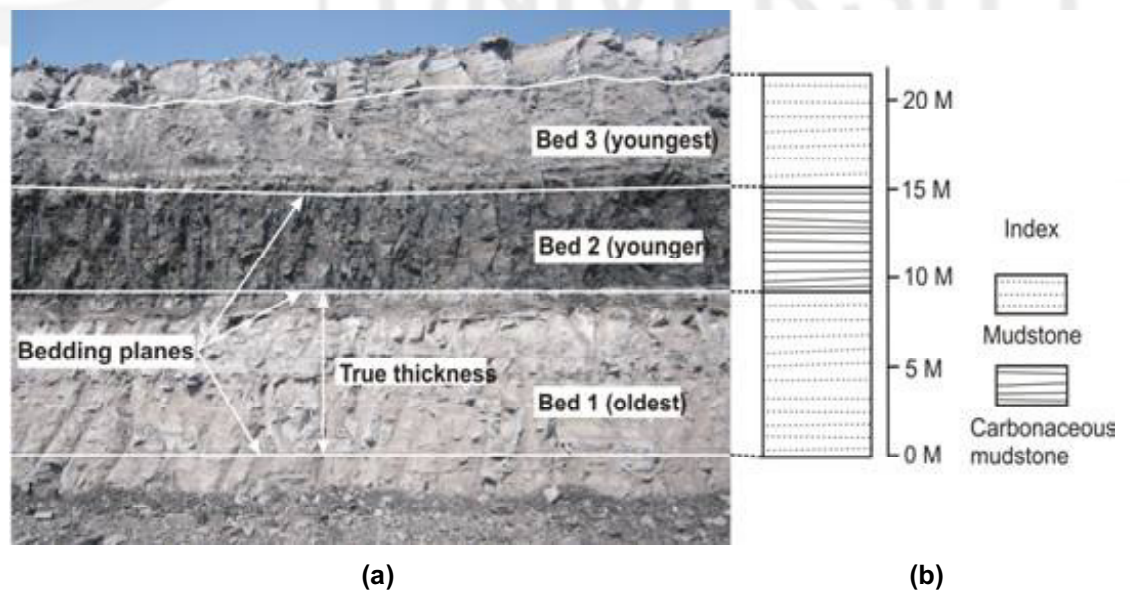 Bed 3 (youngest)
Bed 2 (younger
Bedding planes
True thickness
Bed 1 (oldest)
20 M
15 M
10 M
5 M
0 M
Index
Mudstone
Carbonaceous
mudstone
(a)
(b)